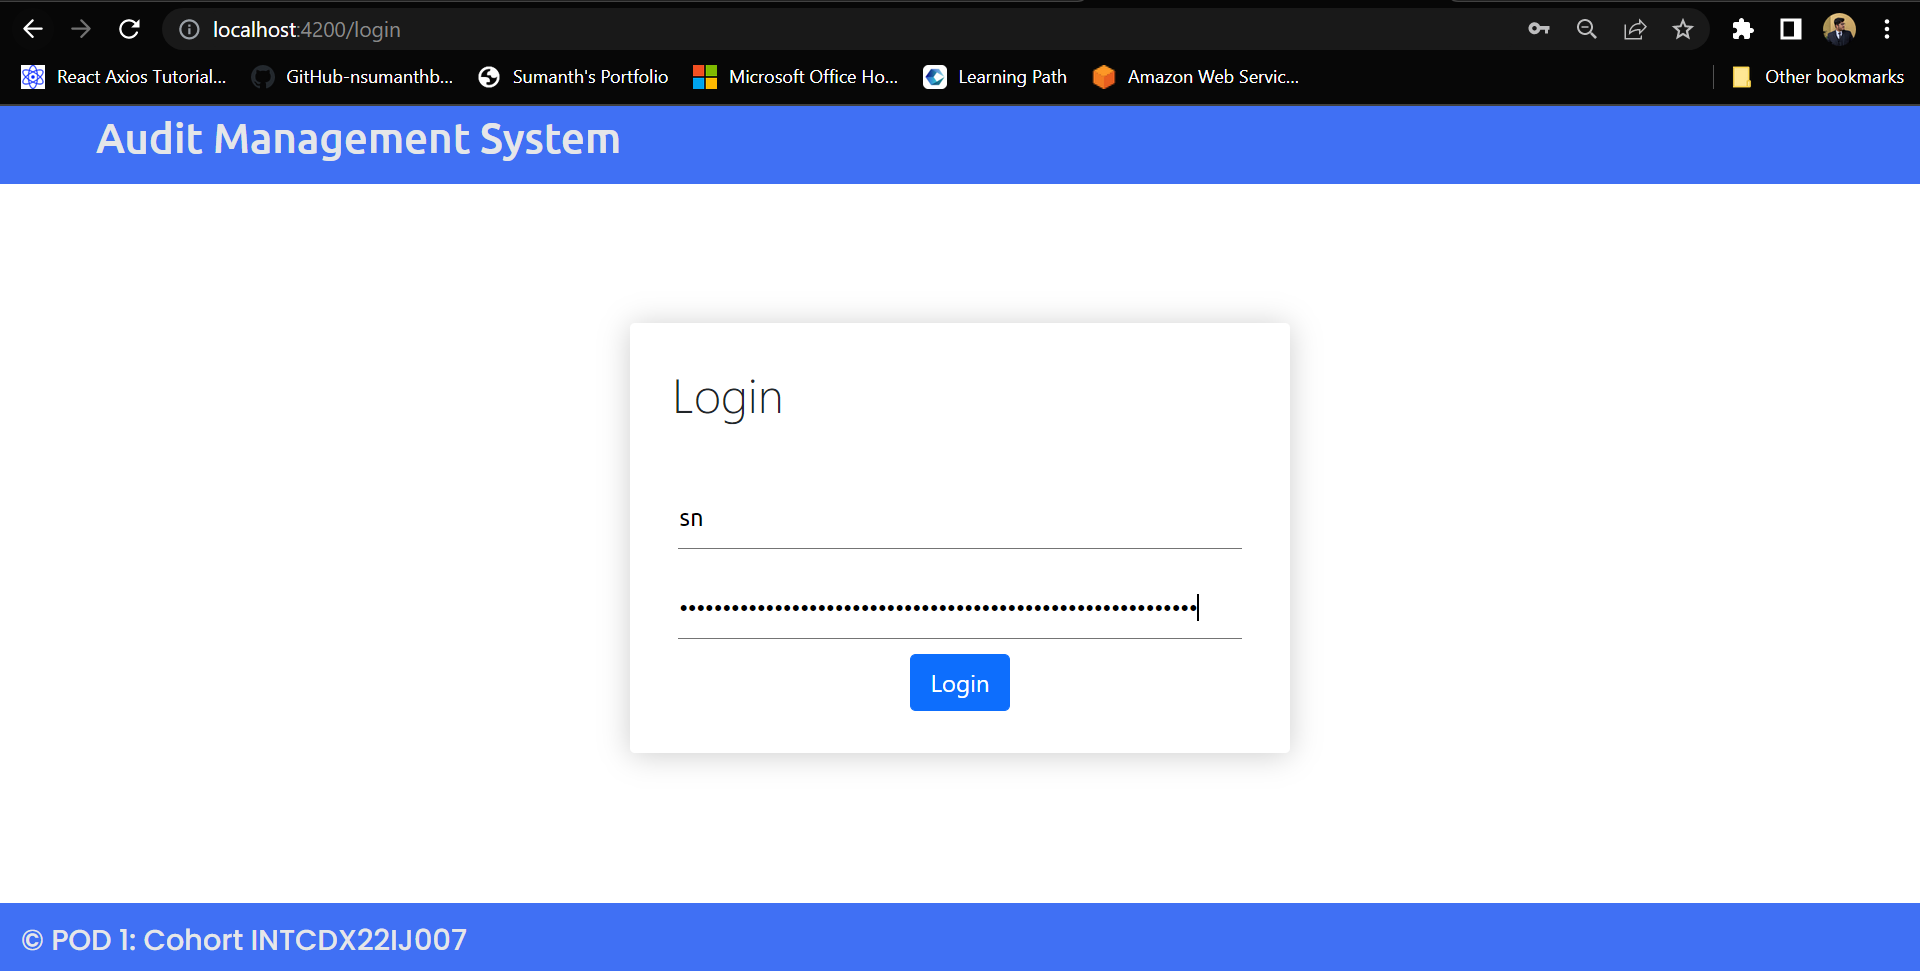 localhost:4200/login
React Axios Tutorial... GitHub-nsumanthb... Sumanth's Portfolio Microsoft Office Ho... Learning Path Amazon Web Servic... Other bookmarks
Audit Management System
Login
sn
••••••••••••••••••••••••••••••••••••••••••••••••••••••••••••
Login
© POD 1: Cohort INTCDX22IJ007